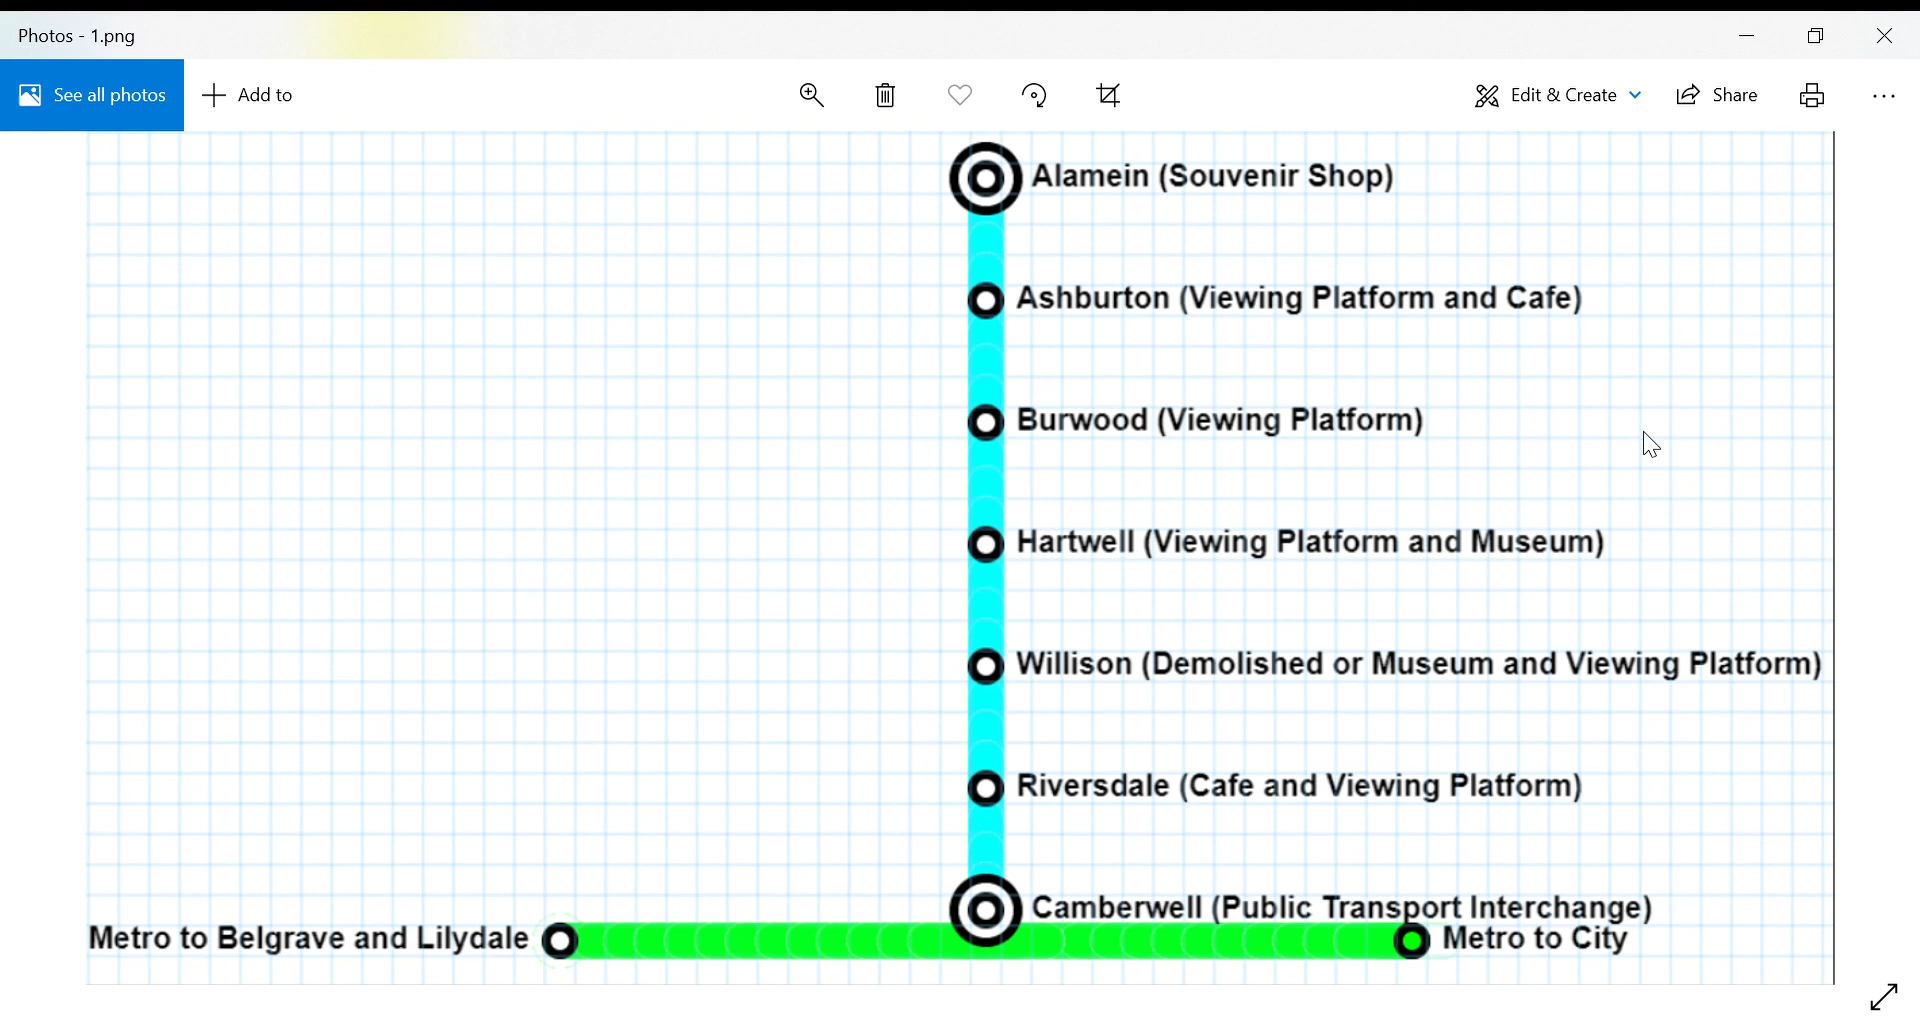 Photos - 1.png
See all photos
Add to
Edit & Create
Share
Alamein (Souvenir Shop)
Ashburton (Viewing Platform and Cafe)
Burwood (Viewing Platform)
Hartwell (Viewing Platform and Museum)
Willison (Demolished or Museum and Viewing Platform)
Riversdale (Cafe and Viewing Platform)
Camberwell (Public Transport Interchange)
Metro to Belgrave and Lilydale
Metro to City